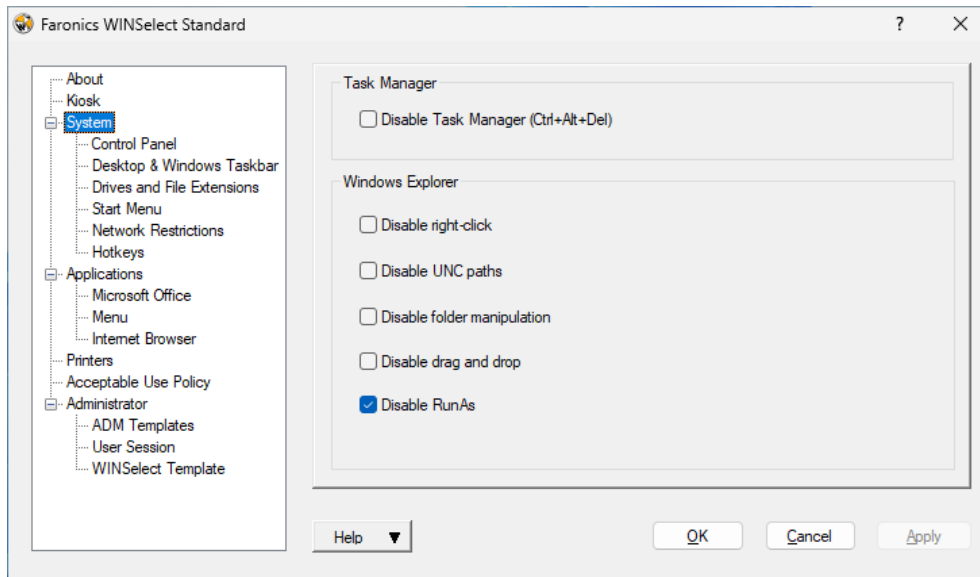 Faronics WINSelect Standard
?
About
Kiosk
System
Control Panel
Desktop & Windows Taskbar
Drives and File Extensions
Start Menu
Network Restrictions
Hotkeys
Applications
Microsoft Office
Menu
Internet Browser
Printers
Acceptable Use Policy
Administrator
ADM Templates
User Session
WINSelect Template
Task Manager
Disable Task Manager (Ctrl+Alt+Del)
Windows Explorer
Disable right-click
Disable UNC paths
Disable folder manipulation
Disable drag and drop
Disable RunAs
Help
OK
Cancel
Apply